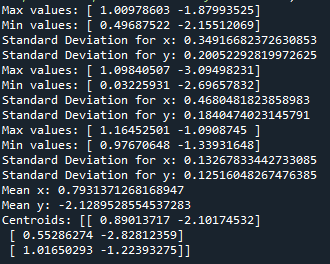 Max values: [ 1.00978603 -1.87993525]
Min values: [ 0.49687522 -2.15512069]
Standard Deviation for x: 0.34916682372630853
Standard Deviation for y: 0.20052292819972625
Max values: [ 1.09840507 -3.09498231]
Min values: [ 0.03225931 -2.69657832]
Standard Deviation for x: 0.4680481823858983
Standard Deviation for y: 0.1840474023145791
Max values: [ 1.16452501 -1.0908745 ]
Min values: [ 0.97670648 -1.33931648]
Standard Deviation for x: 0.13267833442733085
Standard Deviation for y: 0.12516048267476385
Mean x: 0.7931371268168947
Mean y: -2.1289528554537283
Centroids: [[ 0.89013717 -2.10174532]
 [ 0.55286274 -2.82812359]
 [ 1.01650293 -1.22393275]]